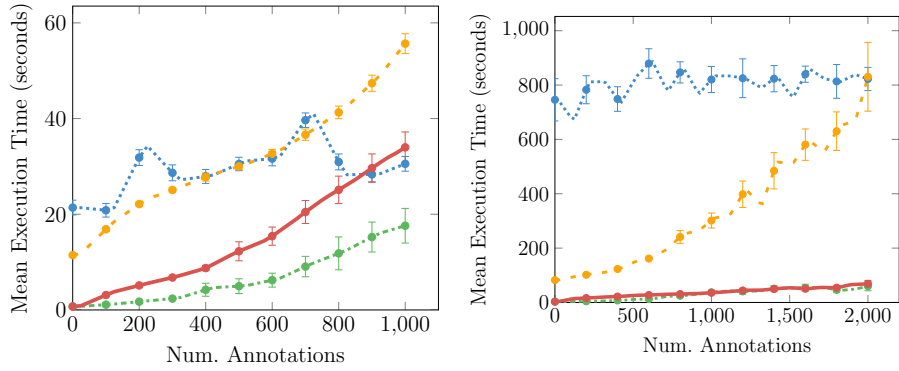 Mean Execution Time (seconds)
60
40
20
0
0 200 400 600 800 1,000
Num. Annotations
Mean Execution Time (seconds)
1,000
800
600
400
200
0
0 500 1,000 1,500 2,000
Num. Annotations